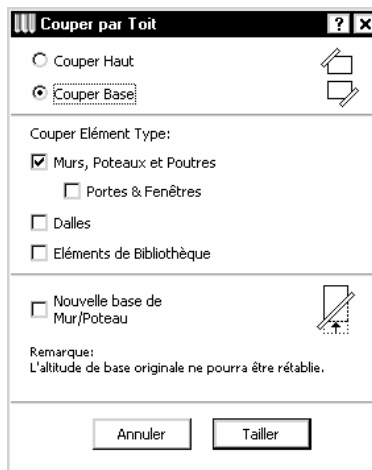 Couper par Toit
Couper Haut
Couper Base
Couper Elément Type:
Murs, Poteaux et Poutres
Portes & Fenêtres
Dalles
Eléments de Bibliothèque
Nouvelle base de
Mur/Poteau
Remarque:
L'altitude de base originale ne pourra être rétablie.
Annuler
Tailler